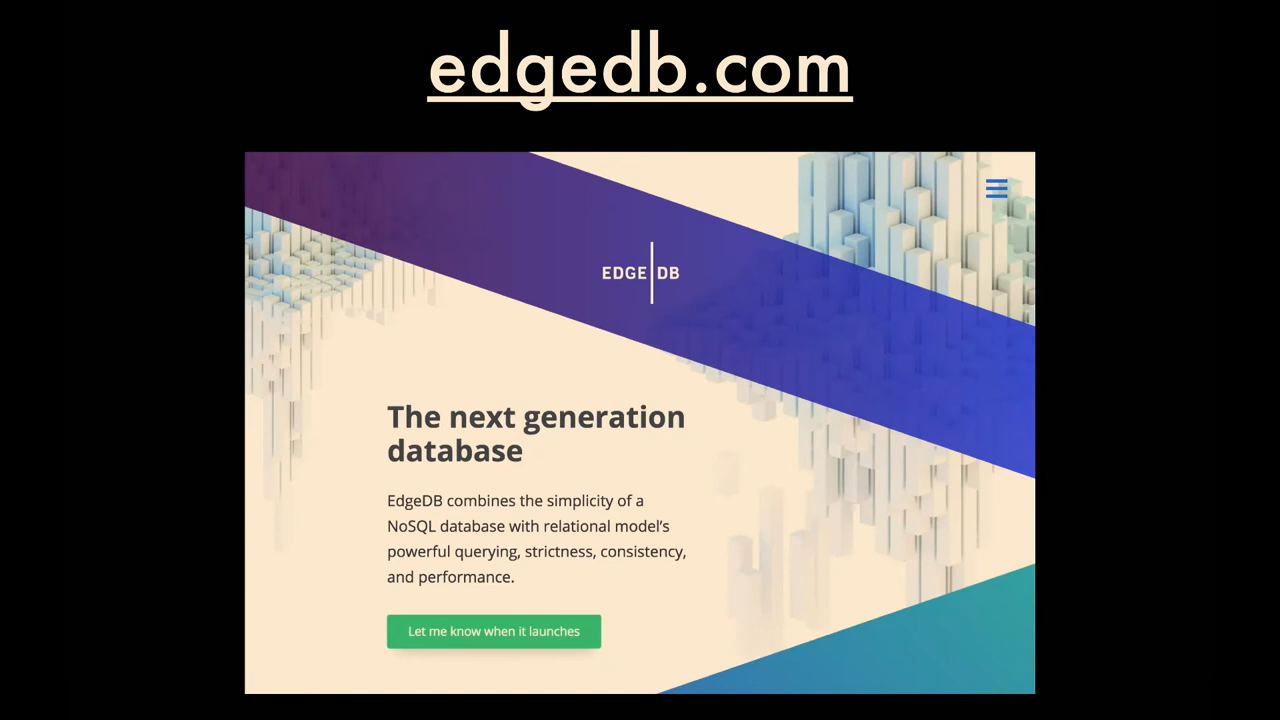 edgedb.com
EDGE DB
The next generation
database
EdgeDB combines the simplicity of a
NoSQL database with relational model’s
powerful querying, strictness, consistency,
and performance.
Let me know when it launches